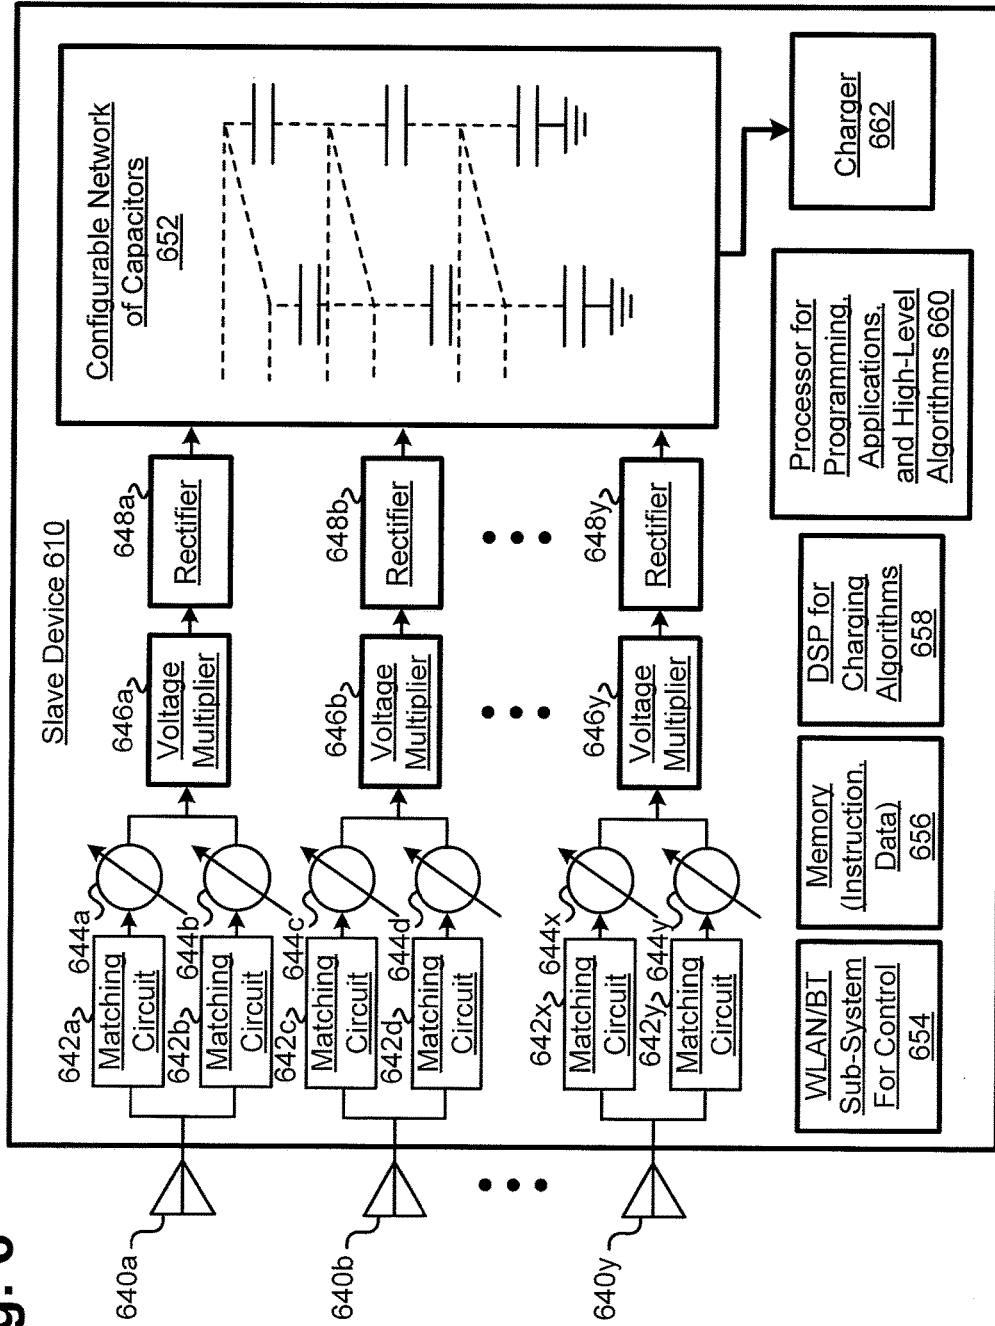 g. 6
Slave Device 610
640a
640b
640y
642a
Matching
Circuit
644a
642b
Matching
Circuit
644b
642c
Matching
Circuit
644c
642d
Matching
Circuit
644d
642x
Matching
Circuit
644x
642y
Matching
Circuit
644y
646a
Voltage
Multiplier
646b
Voltage
Multiplier
646y
Voltage
Multiplier
648a
Rectifier
648b
Rectifier
648y
Rectifier
Configurable Network
of Capacitors
652
WLAN/BT
Sub-System
For Control
654
Memory
(Instruction,
Data)
656
DSP for
Charging
Algorithms
658
Processor for
Programming,
Applications,
and High-Level
Algorithms 660
Charger
662